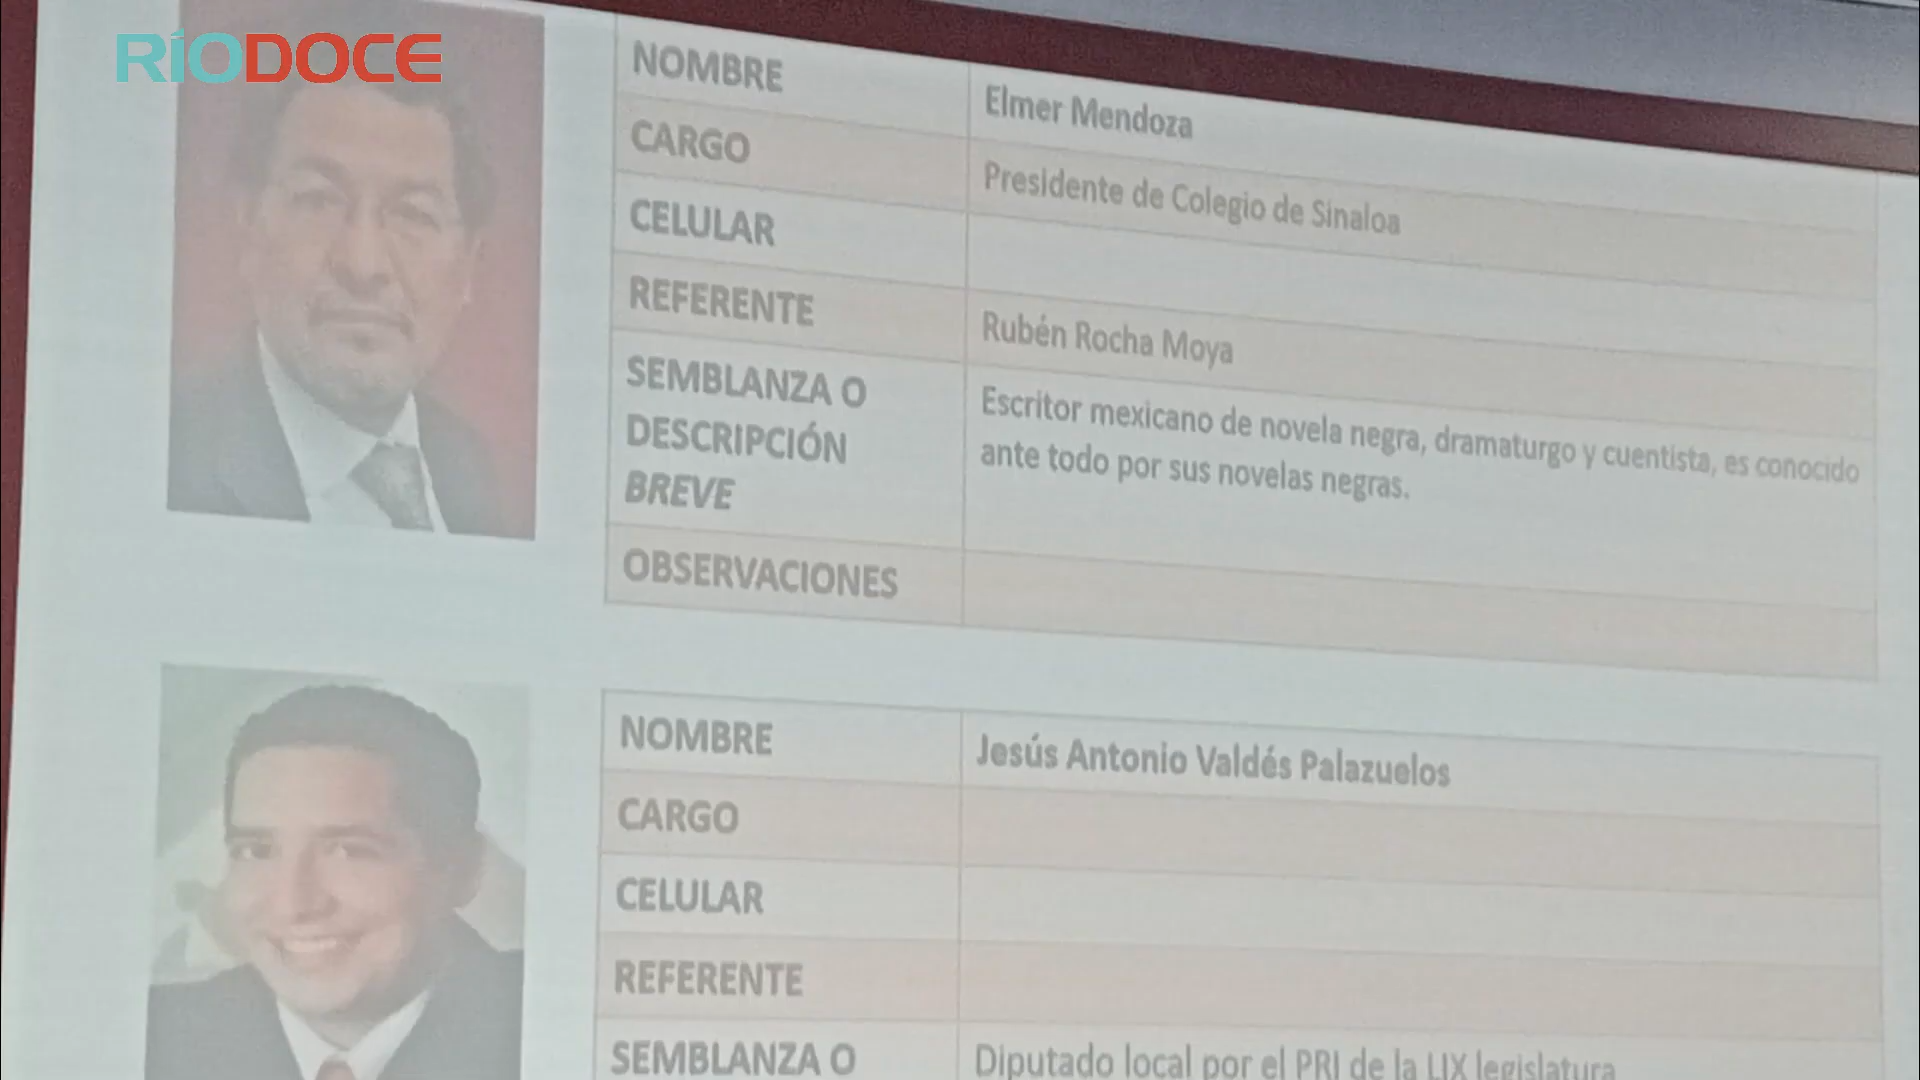 RÍODOCE
NOMBRE
Elmer Mendoza
CARGO
Presidente de Colegio de Sinaloa
CELULAR
REFERENTE
Rubén Rocha Moya
SEMBLANZA O
DESCRIPCIÓN
BREVE
Escritor mexicano de novela negra, dramaturgo y cuentista, es conocido
ante todo por sus novelas negras.
OBSERVACIONES
NOMBRE
Jesús Antonio Valdés Palazuelos
CARGO
CELULAR
REFERENTE
SEMBLANZA O
Diputado local por el PRI de la LIX legislatura